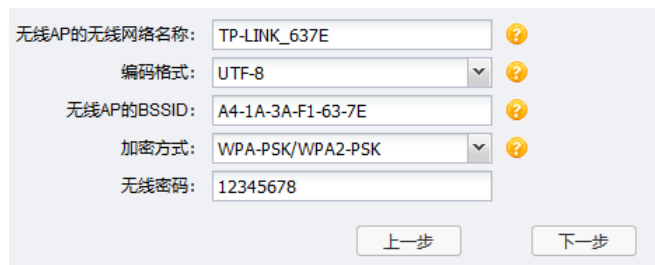 无线AP的无线网络名称: TP-LINK_637E
编码格式: UTF-8
无线AP的BSSID: A4-1A-3A-F1-63-7E
加密方式: WPA-PSK/WPA2-PSK
无线密码: 12345678
上一步 下一步